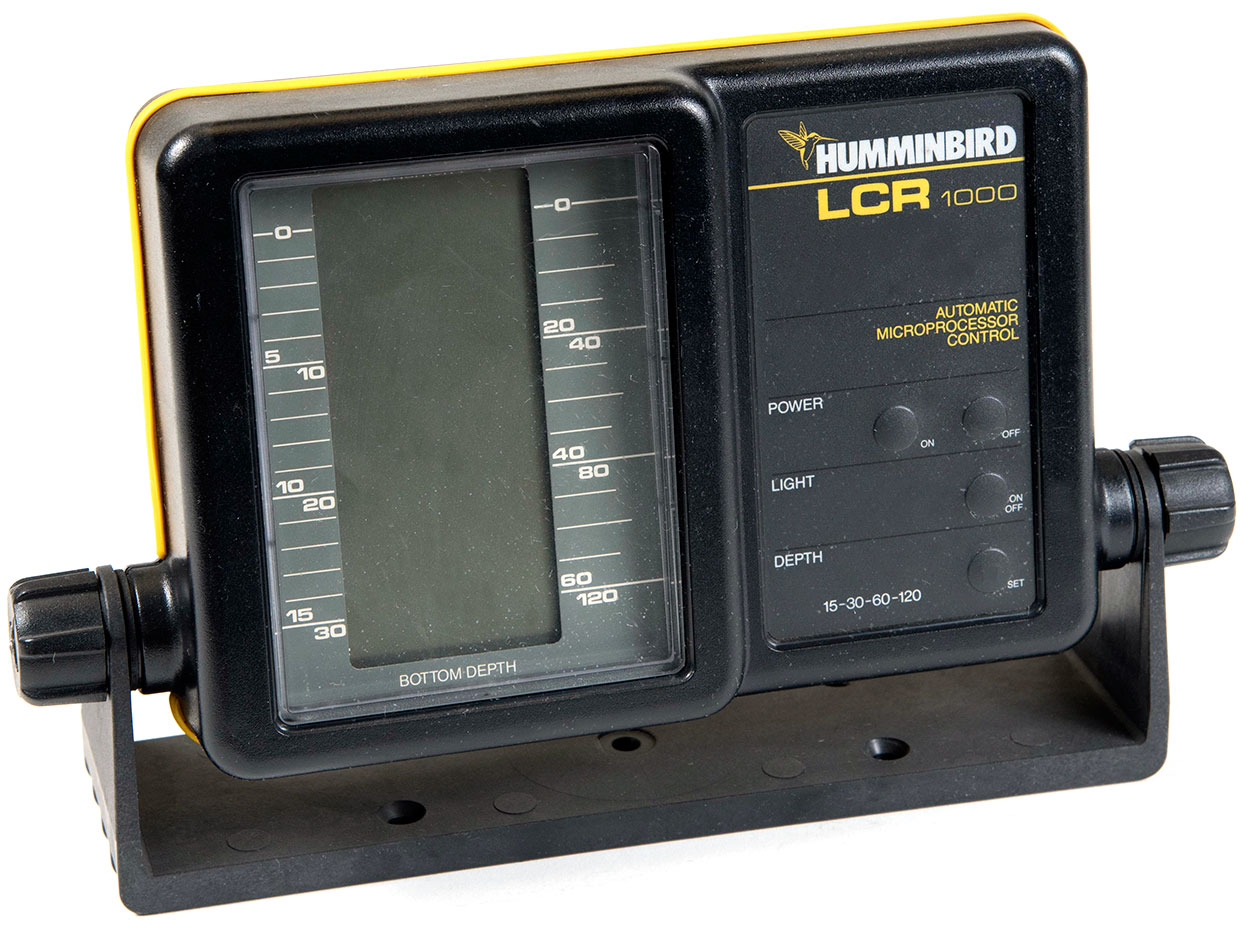 0
5
10
10
20
15
30
0
20
40
40
80
60
120
BOTTOM DEPTH
HUMMINBIRD
LCR 1000
AUTOMATIC
MICROPROCESSOR
CONTROL
POWER
ON
OFF
LIGHT
ON
OFF
DEPTH
SET
15-30-60-120